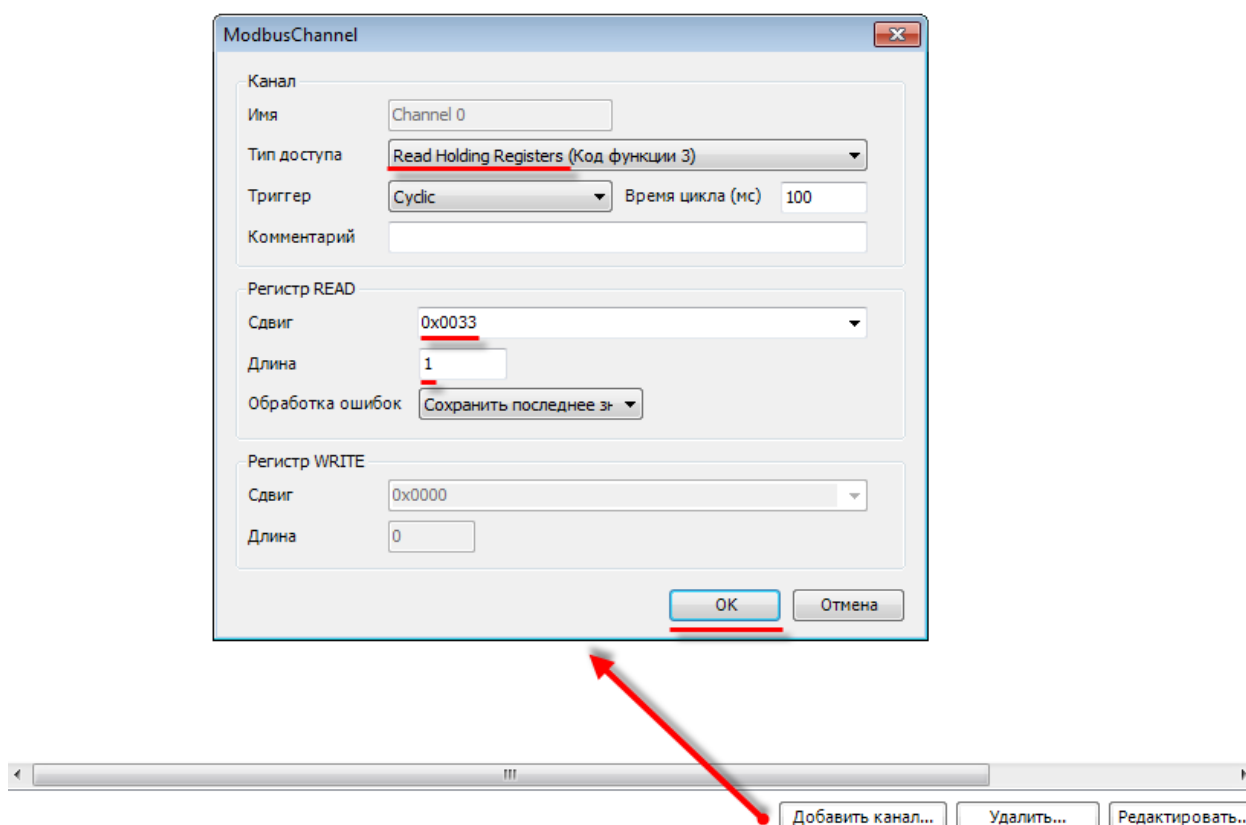 ModbusChannel
Канал
Имя Channel 0
Тип доступа Read Holding Registers (Код функции 3)
Триггер Cyclic Время цикла (мс) 100
Комментарий
Регистр READ
Сдвиг 0x0033
Длина 1
Обработка ошибок Сохранить последнее зн
Регистр WRITE
Сдвиг 0x0000
Длина 0
OK Отмена
Добавить канал... Удалить... Редактировать...